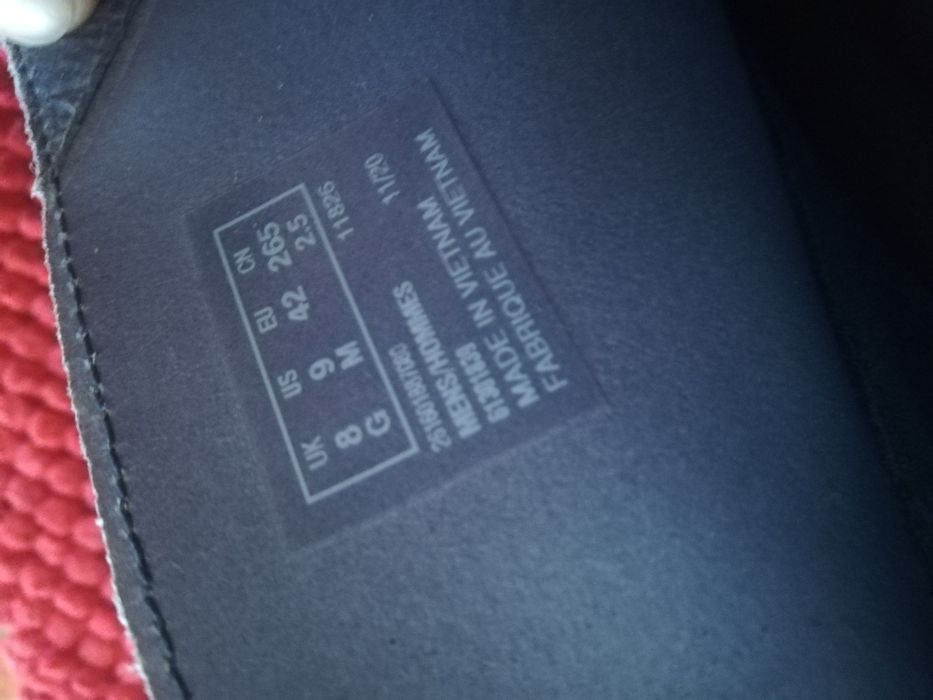 UK US EU CN
8 9 42 265
G M 2.5
11826
MENS/HOMMES 11/20
MADE IN VIETNAM
FABRIQUE AU VIETNAM